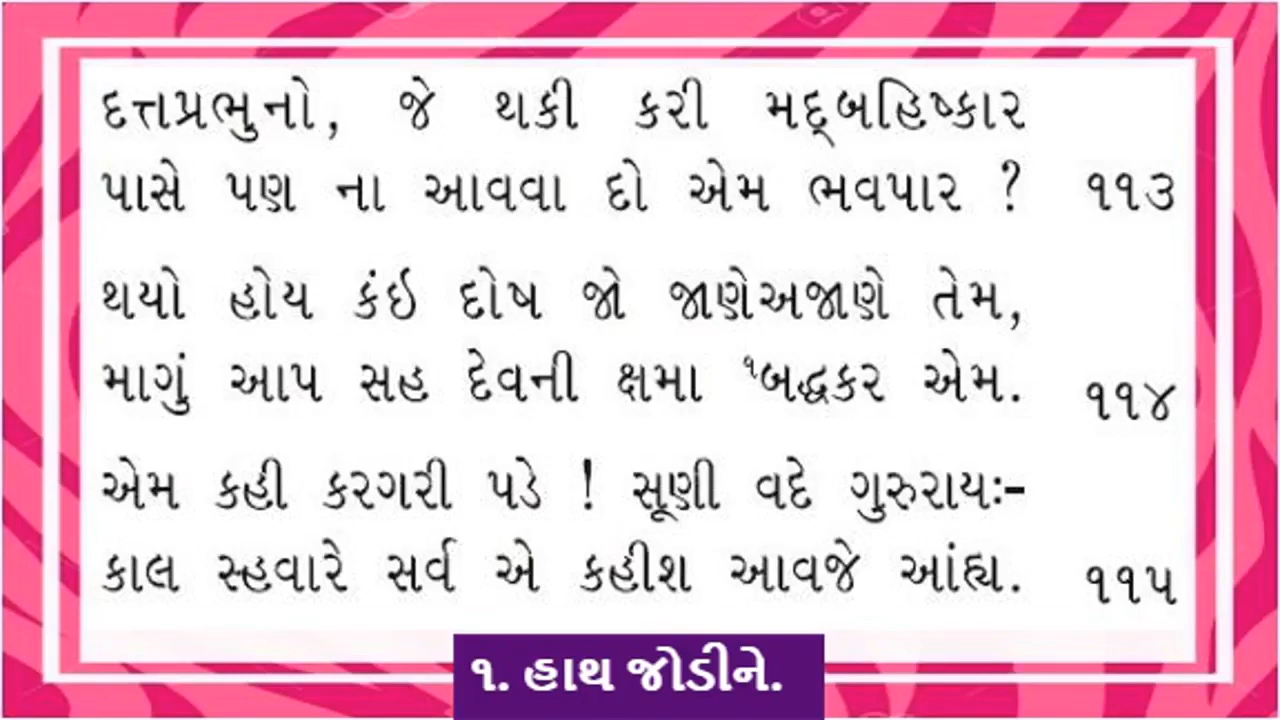 દત્તપ્રભુનો, જે થકી કરી મદ્‌બહિષ્કાર
પાસે પણ ના આવવા દો એમ ભવપાર ? ૧૧૩
થયો હોય કંઇ દોષ જો જાણેઅજાણે તેમ,
માગું આપ સહ દેવની ક્ષમા ૧બદ્ધકર એમ. ૧૧૪
એમ કહી કરગરી પડે ! સૂણી વદે ગુરુરાયઃ-
કાલ સ્હવારે સર્વ એ કહીશ આવજે આંહ્ય. ૧૧૫
૧. હાથ જોડીને.